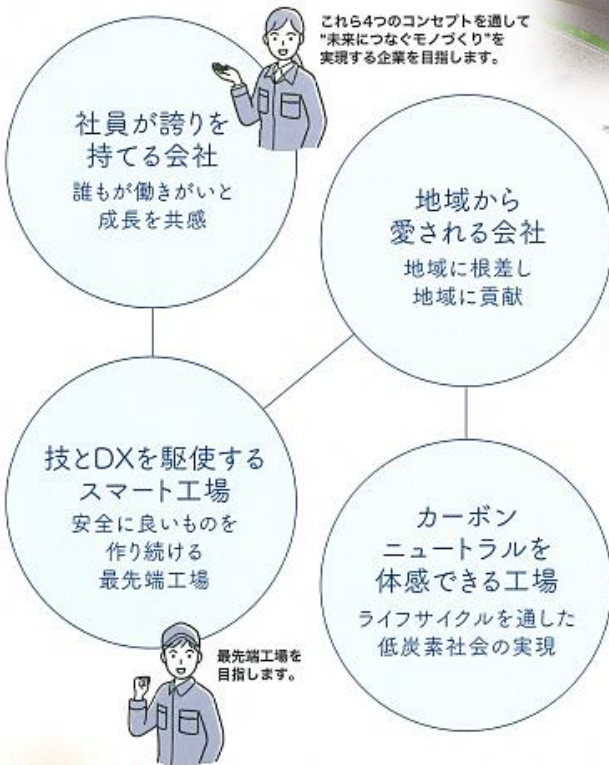 これら4つのコンセプトを通して
“未来につなぐモノづくり”を
実現する企業を目指します。
社員が誇りを
持てる会社
誰もが働きがいと
成長を共感
地域から
愛される会社
地域に根差し
地域に貢献
技とDXを駆使する
スマート工場
安全に良いものを
作り続ける
最先端工場
カーボン
ニュートラルを
体感できる工場
ライフサイクルを通した
低炭素社会の実現
最先端工場を
目指します。